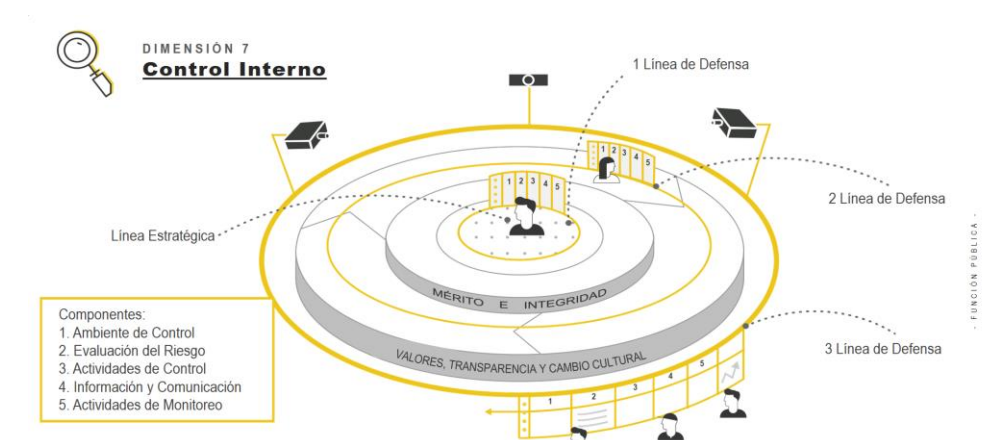 DIMENSIÓN 7
Control Interno
1 Línea de Defensa
1 2 3 4 5
1 2 3 4 5
2 Línea de Defensa
Línea Estratégica
MÉRITO E INTEGRIDAD
VALORES, TRANSPARENCIA Y CAMBIO CULTURAL
3 Línea de Defensa
Componentes:
1. Ambiente de Control
2. Evaluación del Riesgo
3. Actividades de Control
4. Información y Comunicación
5. Actividades de Monitoreo
1 2 3 4 5
- FUNCIÓN PÚBLICA -